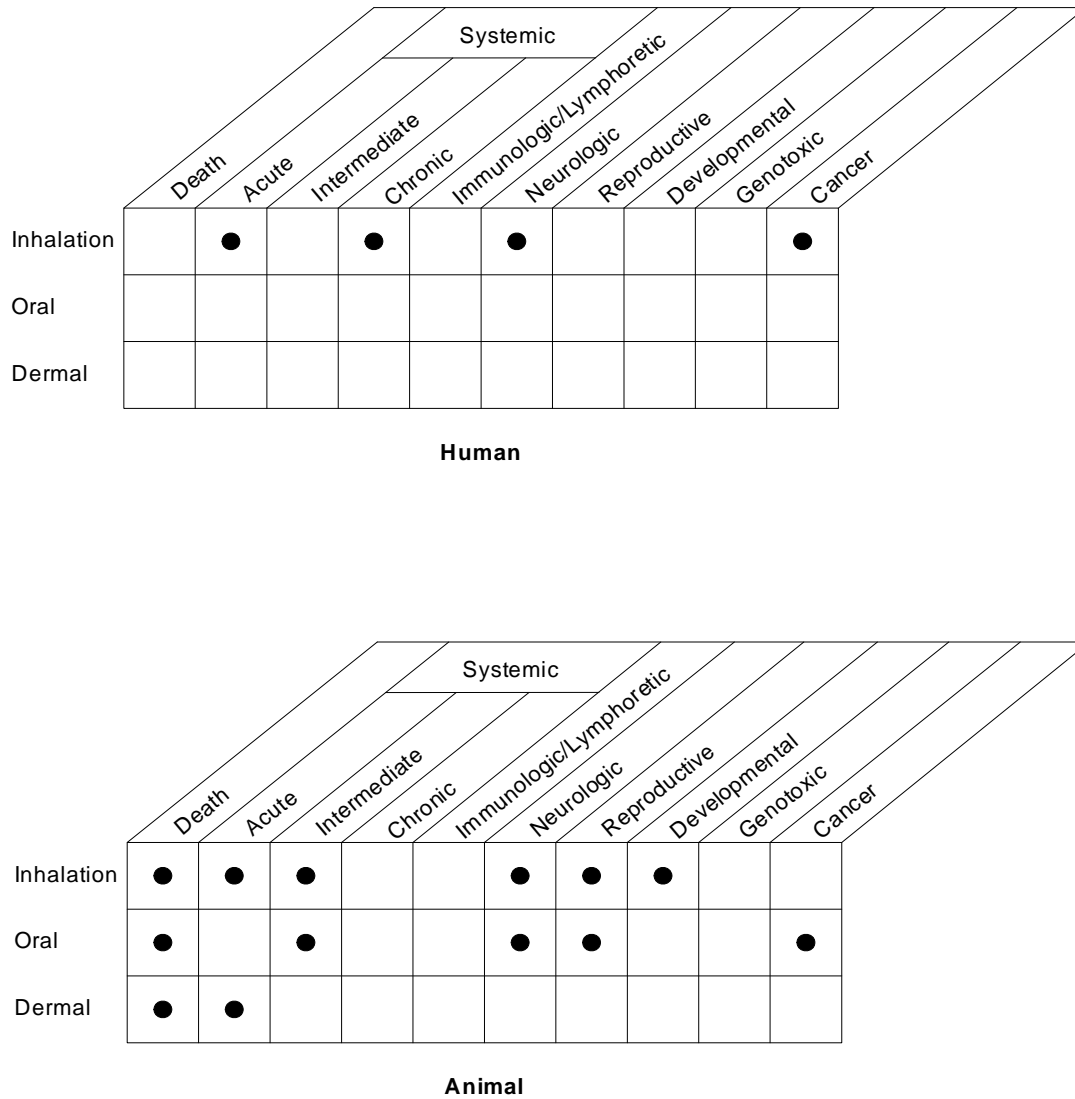 Systemic
Death
Acute
Intermediate
Chronic
Immunologic/Lymphoretic
Neurologic
Reproductive
Developmental
Genotoxic
Cancer
Inhalation
Oral
Dermal
Human
Systemic
Death
Acute
Intermediate
Chronic
Immunologic/Lymphoretic
Neurologic
Reproductive
Developmental
Genotoxic
Cancer
Inhalation
Oral
Dermal
Animal